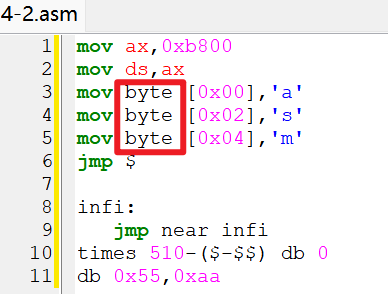 4-2.asm
1 mov ax,0xb800
2 mov ds,ax
3 mov byte [0x00],'a'
4 mov byte [0x02],'s'
5 mov byte [0x04],'m'
6 jmp $
7
8 infi:
9 jmp near infi
10 times 510-($-$$) db 0
11 db 0x55,0xaa